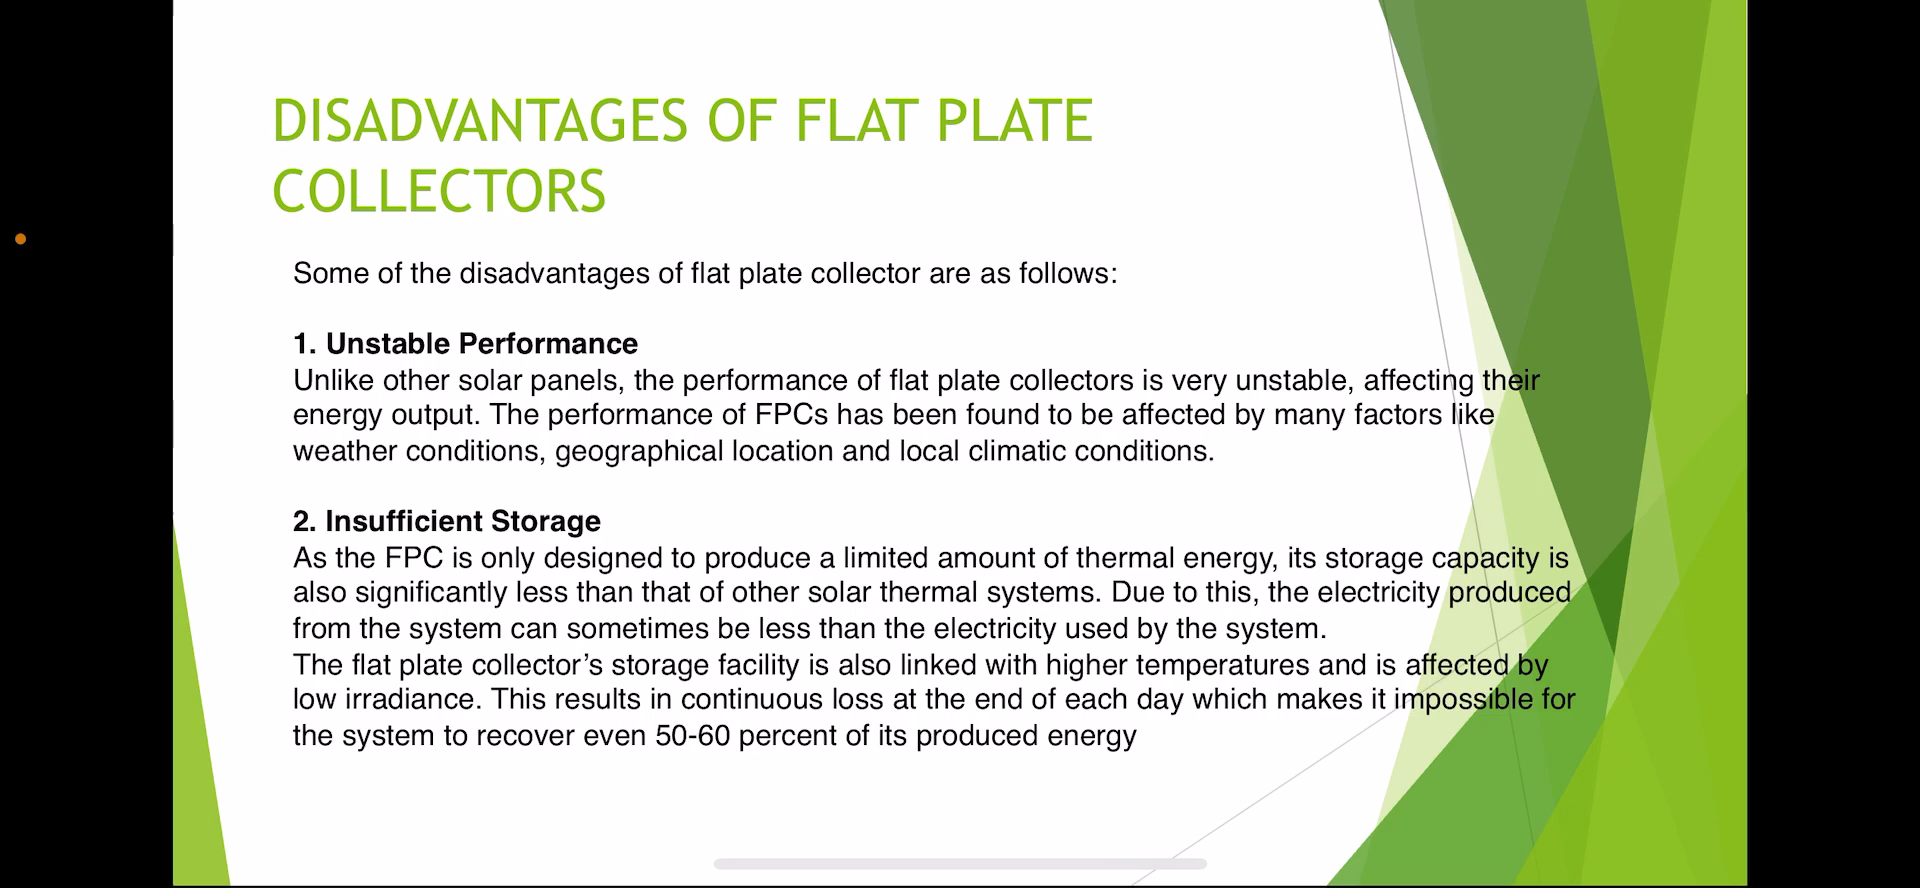 DISADVANTAGES OF FLAT PLATE
COLLECTORS
Some of the disadvantages of flat plate collector are as follows:
1. Unstable Performance
Unlike other solar panels, the performance of flat plate collectors is very unstable, affecting their
energy output. The performance of FPCs has been found to be affected by many factors like
weather conditions, geographical location and local climatic conditions.
2. Insufficient Storage
As the FPC is only designed to produce a limited amount of thermal energy, its storage capacity is
also significantly less than that of other solar thermal systems. Due to this, the electricity produced
from the system can sometimes be less than the electricity used by the system.
The flat plate collector’s storage facility is also linked with higher temperatures and is affected by
low irradiance. This results in continuous loss at the end of each day which makes it impossible for
the system to recover even 50-60 percent of its produced energy